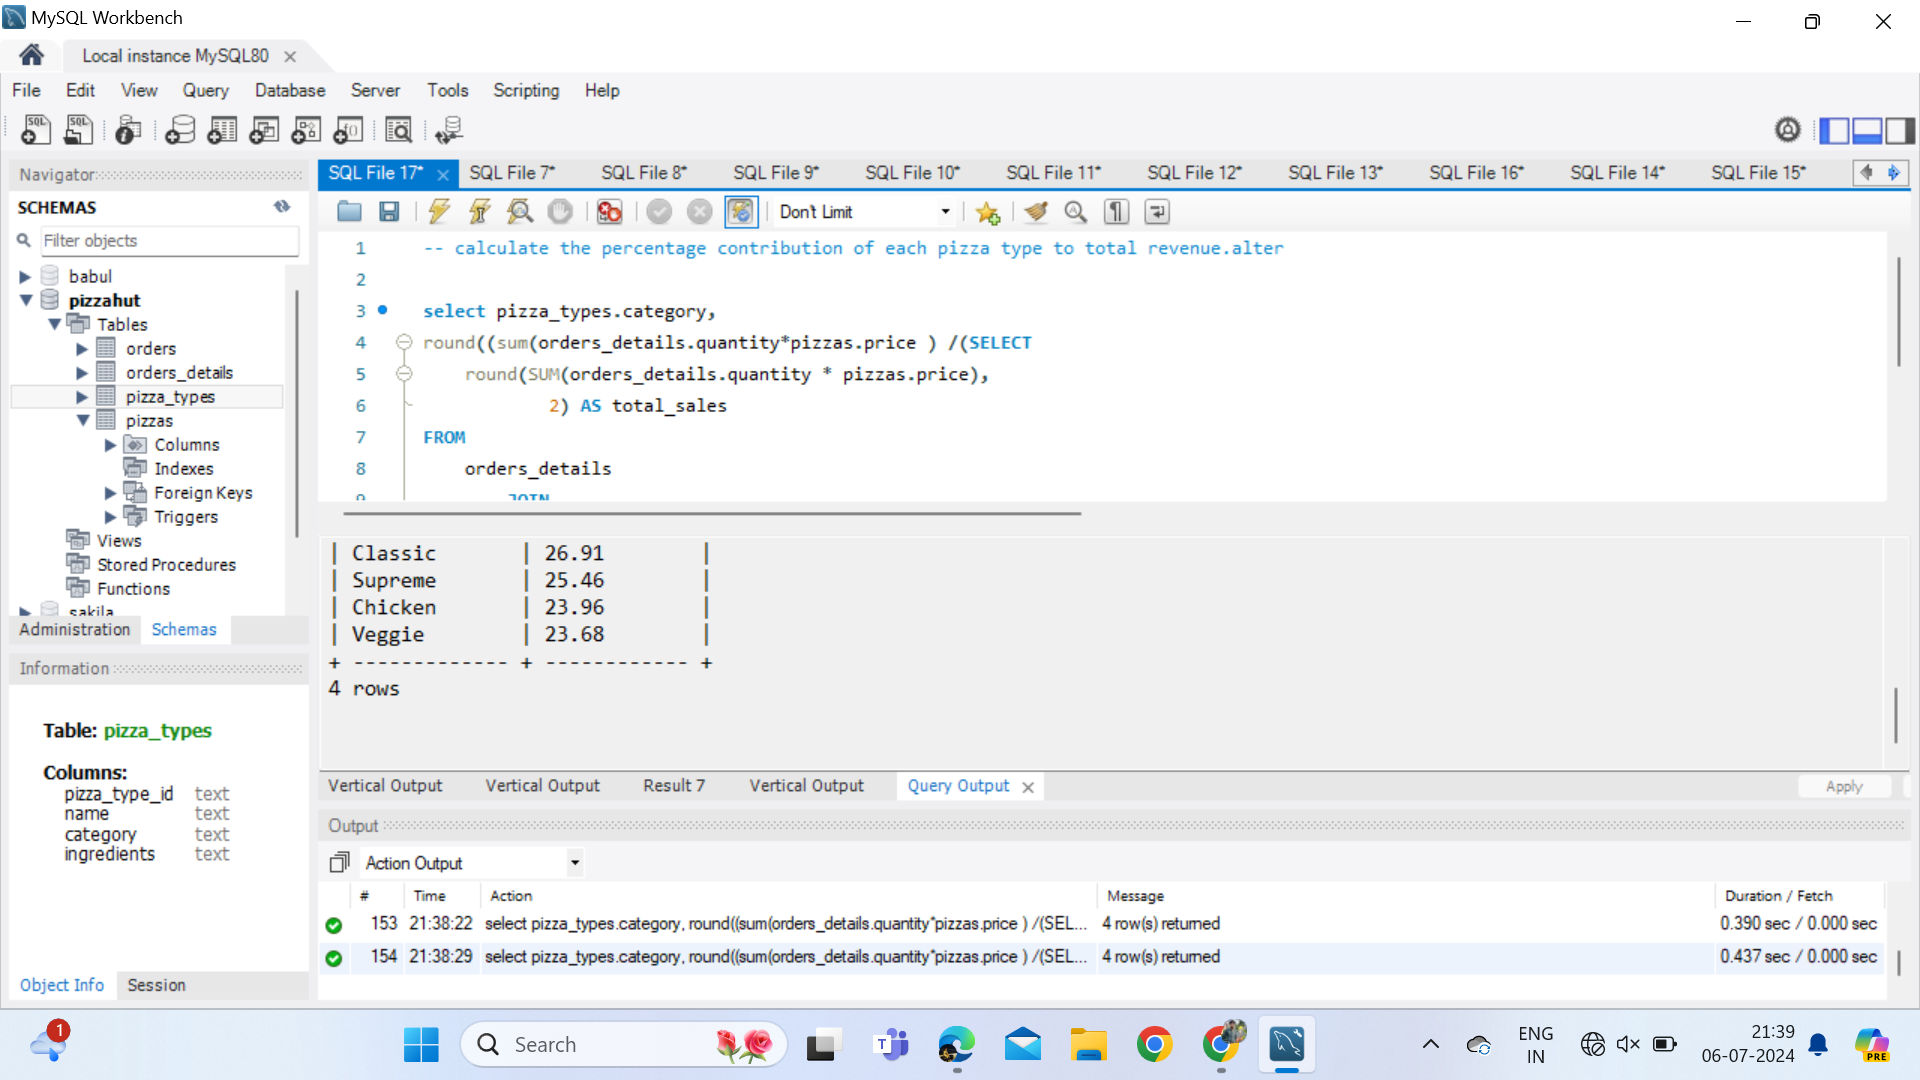 MySQL Workbench
Local instance MySQL80
File Edit View Query Database Server Tools Scripting Help
Navigator
SCHEMAS
Filter objects
babul
pizzahut
Tables
orders
orders_details
pizza_types
pizzas
Columns
Indexes
Foreign Keys
Triggers
Views
Stored Procedures
Functions
sakila
Administration Schemas
Information
Table: pizza_types
Columns:
pizza_type_id text
name text
category text
ingredients text
Object Info Session
SQL File 17* SQL File 7* SQL File 8* SQL File 9* SQL File 10* SQL File 11* SQL File 12* SQL File 13* SQL File 16* SQL File 14* SQL File 15*
Don't Limit
1 -- calculate the percentage contribution of each pizza type to total revenue.alter
2
3 select pizza_types.category,
4 round((sum(orders_details.quantity*pizzas.price ) /(SELECT
5 round(SUM(orders_details.quantity * pizzas.price),
6 2) AS total_sales
7 FROM
8 orders_details
9 JOIN
| Classic | 26.91 |
| Supreme | 25.46 |
| Chicken | 23.96 |
| Veggie | 23.68 |
+ ------------- + ------------ +
4 rows
Vertical Output Vertical Output Result 7 Vertical Output Query Output Apply
Output
Action Output
# Time Action Message Duration / Fetch
153 21:38:22 select pizza_types.category, round((sum(orders_details.quantity*pizzas.price ) /(SEL... 4 row(s) returned 0.390 sec / 0.000 sec
154 21:38:29 select pizza_types.category, round((sum(orders_details.quantity*pizzas.price ) /(SEL... 4 row(s) returned 0.437 sec / 0.000 sec
1
Search
ENG
IN
21:39
06-07-2024
PRE